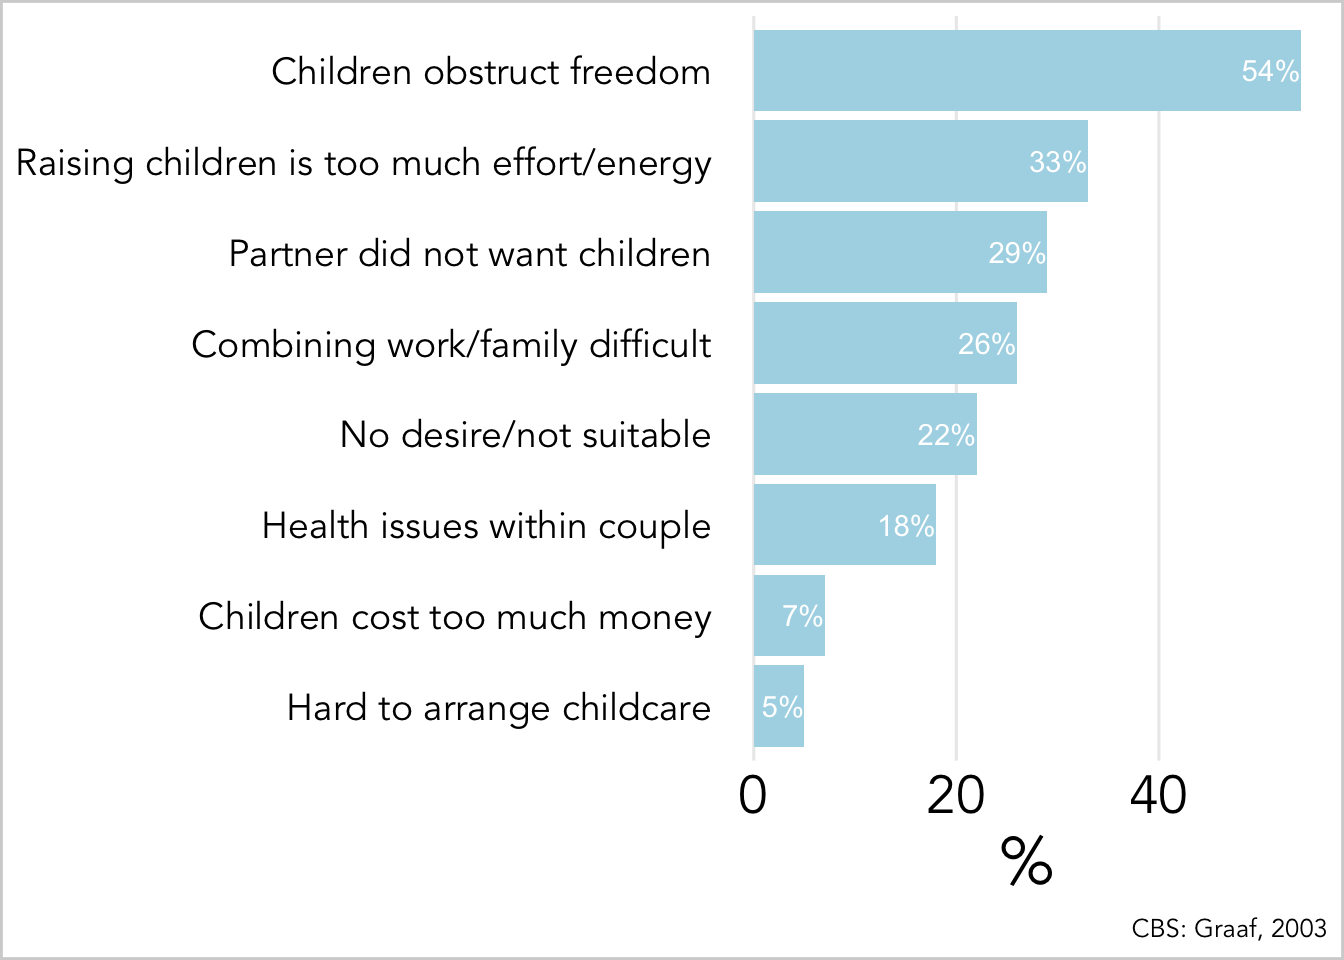 Children obstruct freedom 54%
Raising children is too much effort/energy 33%
Partner did not want children 29%
Combining work/family difficult 26%
No desire/not suitable 22%
Health issues within couple 18%
Children cost too much money 7%
Hard to arrange childcare 5%
0 20 40
%
CBS: Graaf, 2003